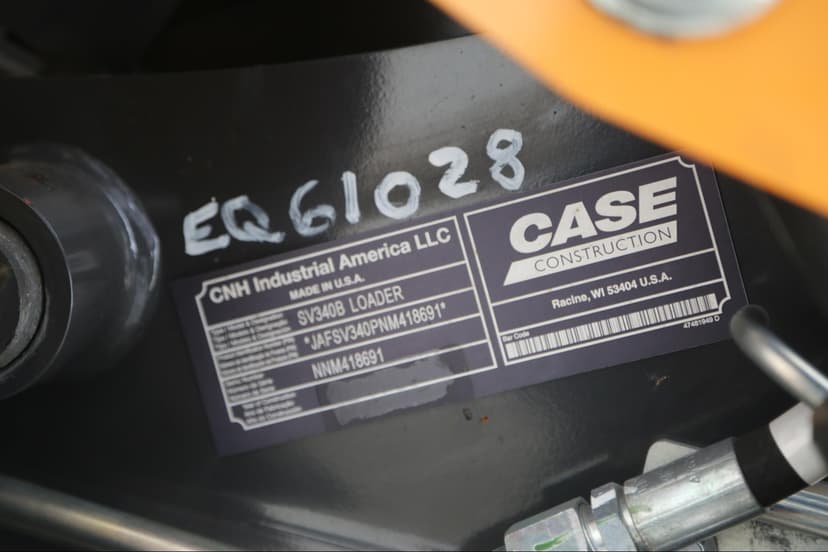 EQ61028
CNH Industrial America LLC
MADE IN U.S.A.
SV340B LOADER
*JAFSV340PNM418691*
NNM418691
CASE
CONSTRUCTION
Racine, WI 53404 U.S.A.
Bar Code
47481949 D